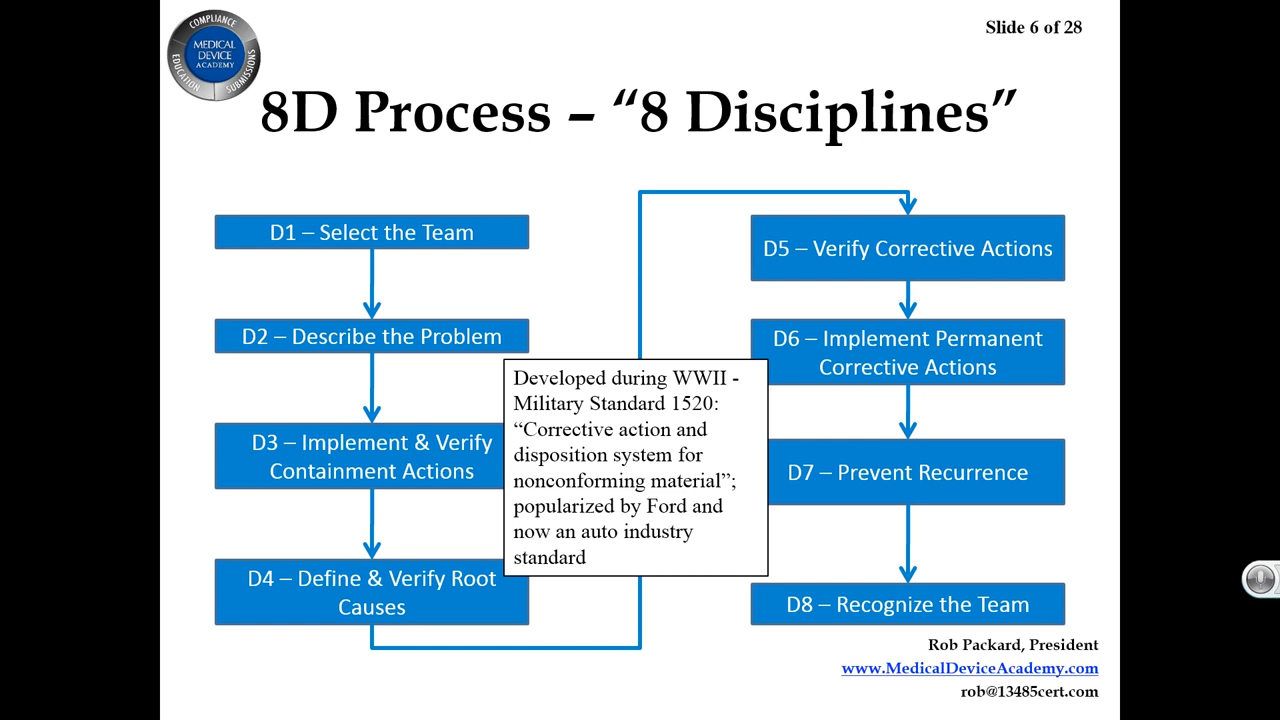 COMPLIANCE
EDUCATION
SUBMISSIONS
MEDICAL
DEVICE
ACADEMY
Slide 6 of 28
8D Process – “8 Disciplines”
D1 – Select the Team
D2 – Describe the Problem
D3 – Implement & Verify
Containment Actions
D4 – Define & Verify Root
Causes
Developed during WWII -
Military Standard 1520:
“Corrective action and
disposition system for
nonconforming material”;
popularized by Ford and
now an auto industry
standard
D5 – Verify Corrective Actions
D6 – Implement Permanent
Corrective Actions
D7 – Prevent Recurrence
D8 – Recognize the Team
Rob Packard, President
www.MedicalDeviceAcademy.com
rob@13485cert.com